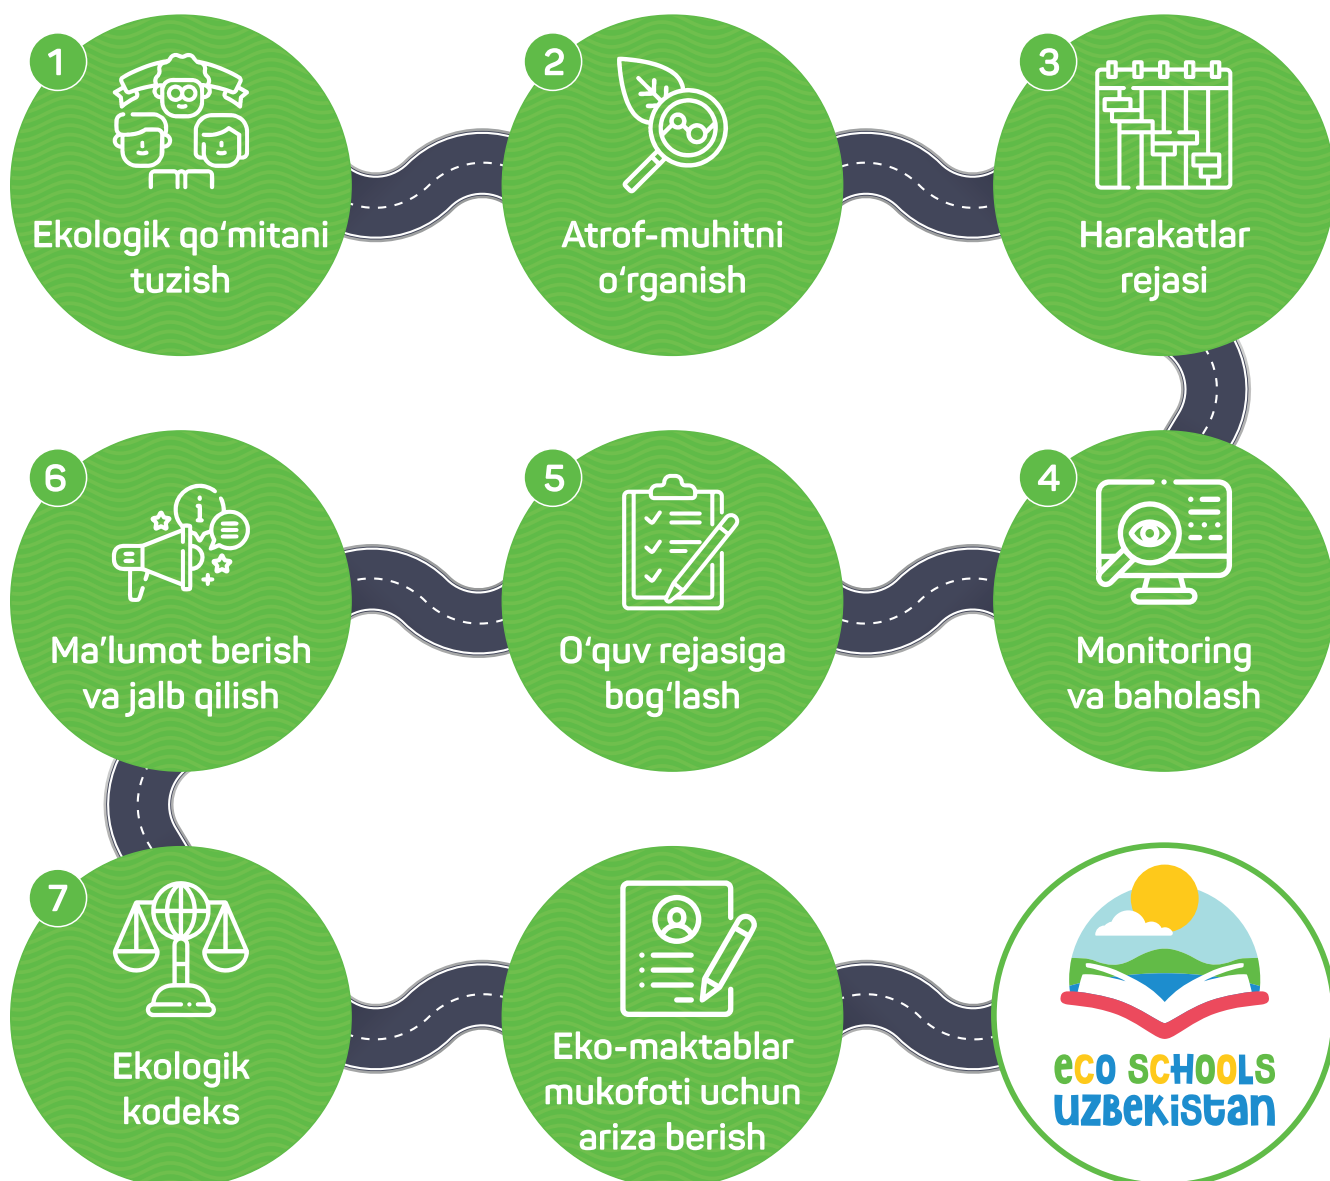 1
Ekologik qo‘mitani
tuzish
2
Atrof-muhitni
o‘rganish
3
Harakatlar
rejasi
4
Monitoring
va baholash
5
O‘quv rejasiga
bog‘lash
6
Ma’lumot berish
va jalb qilish
7
Ekologik
kodeks
Eko-maktablar
mukofoti uchun
ariza berish
eco SCHOOLS
UZBEKiStan